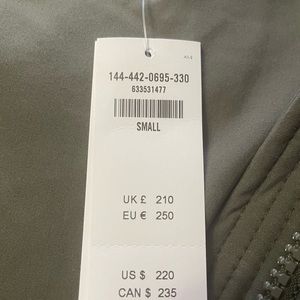 144-442-0695-330
633531477
SMALL
UK £ 210
EU € 250
US $ 220
CAN $ 235